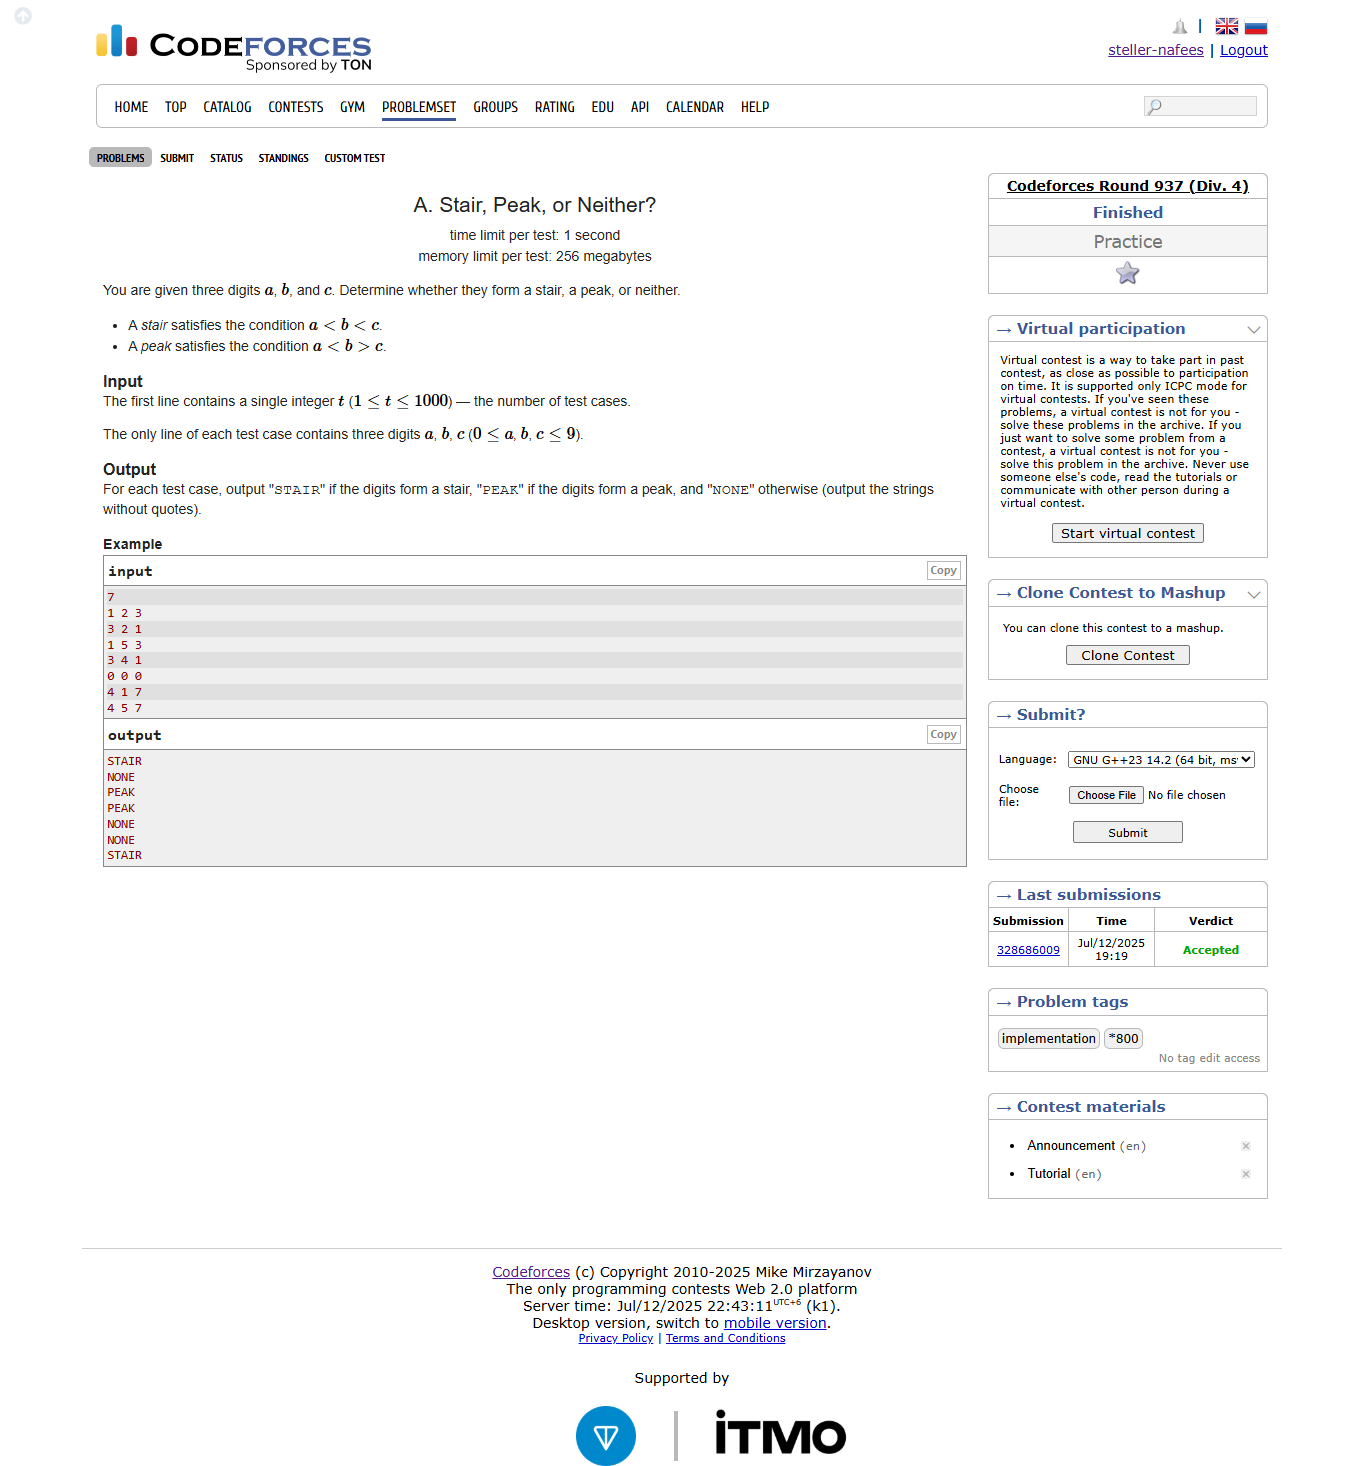 CODEFORCES
Sponsored by TON
|
steller-nafees | Logout
HOME TOP CATALOG CONTESTS GYM PROBLEMSET GROUPS RATING EDU API CALENDAR HELP
PROBLEMS SUBMIT STATUS STANDINGS CUSTOM TEST
A. Stair, Peak, or Neither?
time limit per test: 1 second
memory limit per test: 256 megabytes
You are given three digits a, b, and c. Determine whether they form a stair, a peak, or neither.
• A stair satisfies the condition a < b < c.
• A peak satisfies the condition a < b > c.
Input
The first line contains a single integer t (1 ≤ t ≤ 1000) — the number of test cases.
The only line of each test case contains three digits a, b, c (0 ≤ a, b, c ≤ 9).
Output
For each test case, output "STAIR" if the digits form a stair, "PEAK" if the digits form a peak, and "NONE" otherwise (output the strings
without quotes).
Example
input Copy
7
1 2 3
3 2 1
1 5 3
3 4 1
0 0 0
4 1 7
4 5 7
output Copy
STAIR
NONE
PEAK
PEAK
NONE
NONE
STAIR
Codeforces Round 937 (Div. 4)
Finished
Practice
→ Virtual participation
Virtual contest is a way to take part in past
contest, as close as possible to participation
on time. It is supported only ICPC mode for
virtual contests. If you've seen these
problems, a virtual contest is not for you -
solve these problems in the archive. If you
just want to solve some problem from a
contest, a virtual contest is not for you -
solve this problem in the archive. Never use
someone else's code, read the tutorials or
communicate with other person during a
virtual contest.
Start virtual contest
→ Clone Contest to Mashup
You can clone this contest to a mashup.
Clone Contest
→ Submit?
Language: GNU G++23 14.2 (64 bit, ms
Choose
file: Choose File No file chosen
Submit
→ Last submissions
Submission Time Verdict
328686009 Jul/12/2025
19:19 Accepted
→ Problem tags
implementation *800
No tag edit access
→ Contest materials
• Announcement (en)
• Tutorial (en)
Codeforces (c) Copyright 2010-2025 Mike Mirzayanov
The only programming contests Web 2.0 platform
Server time: Jul/12/2025 22:43:11 UTC+6 (k1).
Desktop version, switch to mobile version.
Privacy Policy | Terms and Conditions
Supported by
iTMO